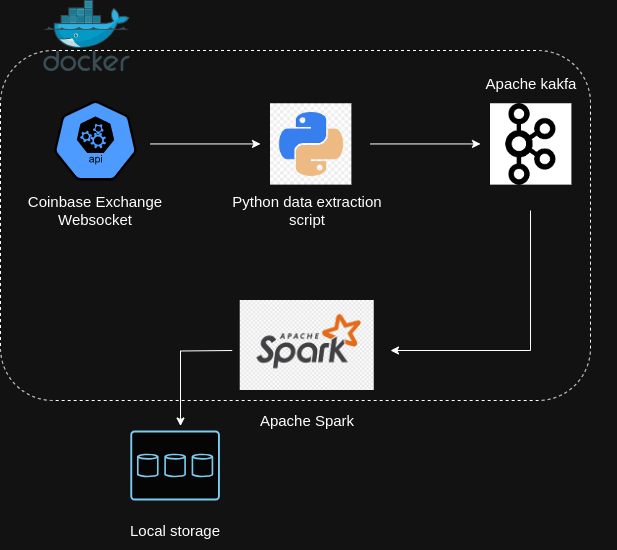 docker
Apache kakfa
api
Coinbase Exchange
Websocket
Python data extraction
script
APACHE
Spark
Apache Spark
Local storage